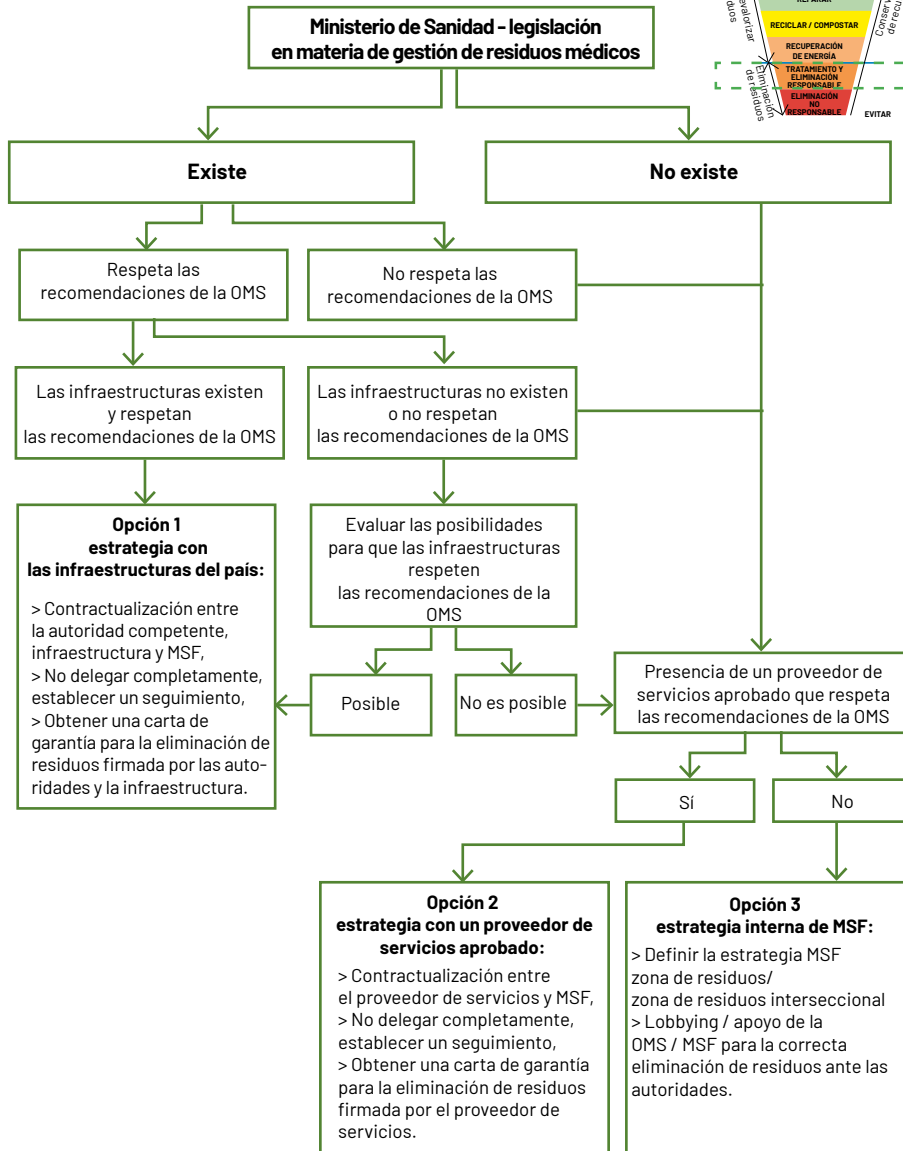 Ministerio de Sanidad - legislación
en materia de gestión de residuos médicos
REPARAR
RECICLAR / COMPOSTAR
RECUPERACIÓN
DE ENERGÍA
TRATAMIENTO Y
ELIMINACIÓN
RESPONSABLE
ELIMINACIÓN
NO
RESPONSABLE
EVITAR
revalorizar
Eliminación
de residuos
Existe
No existe
Respeta las
recomendaciones de la OMS
No respeta las
recomendaciones de la OMS
Las infraestructuras existen
y respetan
las recomendaciones de la OMS
Las infraestructuras no existen
o no respetan
las recomendaciones de la OMS
Opción 1
estrategia con
las infraestructuras del país:
> Contractualización entre
la autoridad competente,
infraestructura y MSF,
> No delegar completamente,
establecer un seguimiento,
> Obtener una carta de
garantía para la eliminación de
residuos firmada por las auto-
ridades y la infraestructura.
Evaluar las posibilidades
para que las infraestructuras
respeten
las recomendaciones de la
OMS
Posible
No es posible
Presencia de un proveedor de
servicios aprobado que respeta
las recomendaciones de la OMS
Sí
No
Opción 2
estrategia con un proveedor de
servicios aprobado:
> Contractualización entre
el proveedor de servicios y MSF,
> No delegar completamente,
establecer un seguimiento,
> Obtener una carta de garantía
para la eliminación de residuos
firmada por el proveedor de
servicios.
Opción 3
estrategia interna de MSF:
> Definir la estrategia MSF
zona de residuos/
zona de residuos interseccional
> Lobbying / apoyo de la
OMS / MSF para la correcta
eliminación de residuos ante las
autoridades.